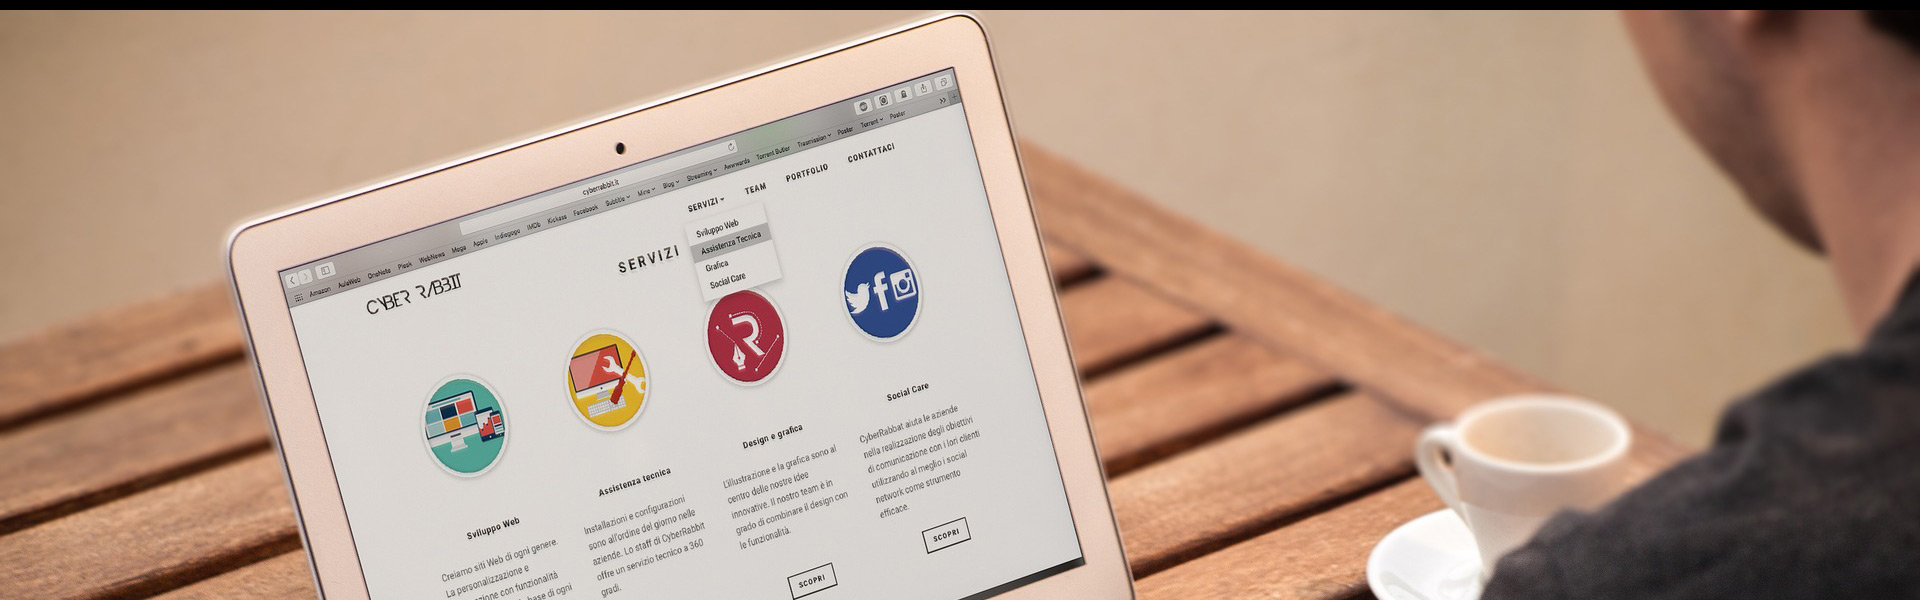 cyberrabbit.it
Amazon AulaWeb OneNote Plesk WebNews Mega Apple Indiegogo IMDb Kickass Facebook Subtitle Mine Blog Streaming Awwwards Torrent Butler Trasmission Poster Torrent Poster
CYBER RABBIT
SERVIZI TEAM PORTFOLIO CONTATTACI
Sviluppo Web
Assistenza Tecnica
Grafica
Social Care
SERVIZI
Sviluppo Web
Creiamo siti Web di ogni genere.
La personalizzazione e
zione con funzionalità
base di ogni
Assistenza tecnica
Installazioni e configurazioni
sono all'ordine del giorno nelle
aziende. Lo staff di CyberRabbit
offre un servizio tecnico a 360
gradi.
R
Design e grafica
L'illustrazione e la grafica sono al
centro delle nostre idee
innovative. Il nostro team è in
grado di combinare il design con
le funzionalità.
SCOPRI
f
Social Care
CyberRabbat aiuta le aziende
nella realizzazione degli obiettivi
di comunicazione con i lori clienti
utilizzando al meglio i social
network come strumento
efficace.
SCOPRI